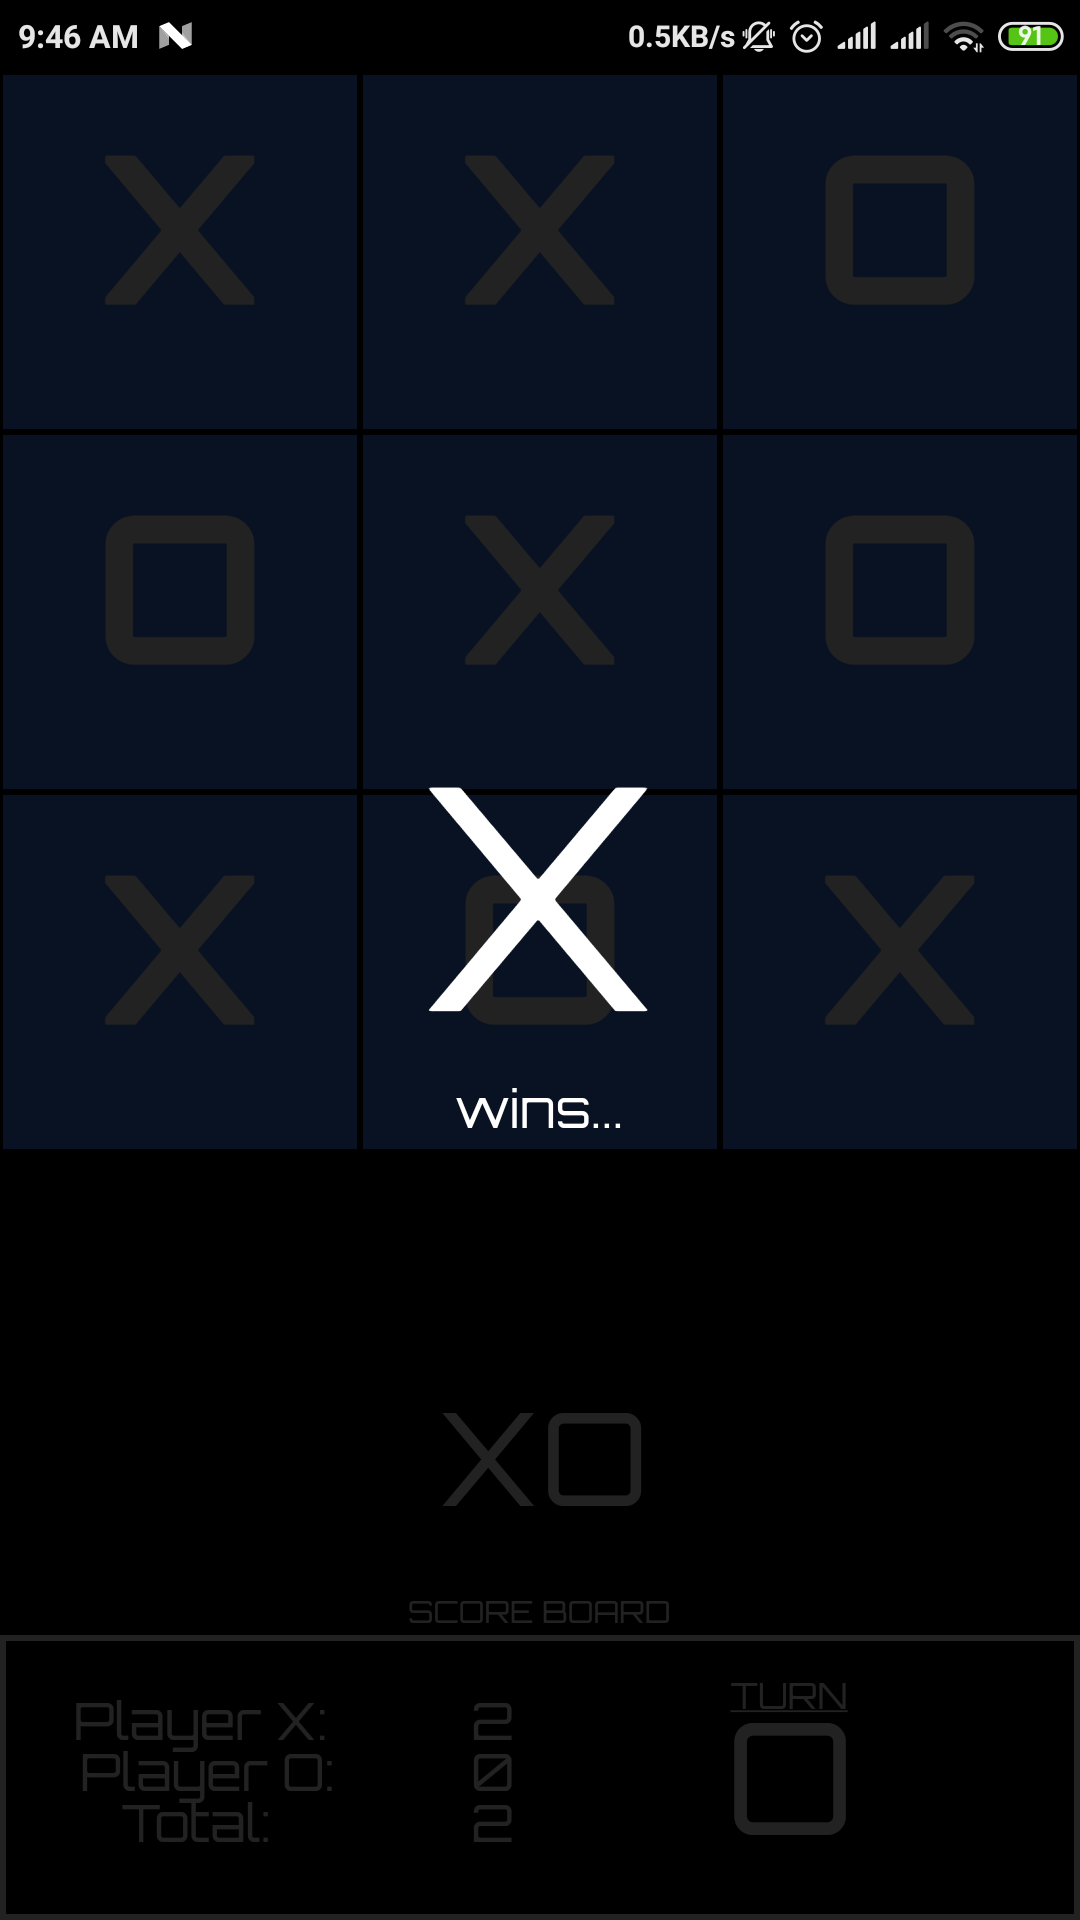 9:46 AM 0.5KB/s 91
X X O
O X O
X O X
X
wins...
XO
SCORE BOARD
TURN
Player X: 2
Player O: 0
Total: 2
O